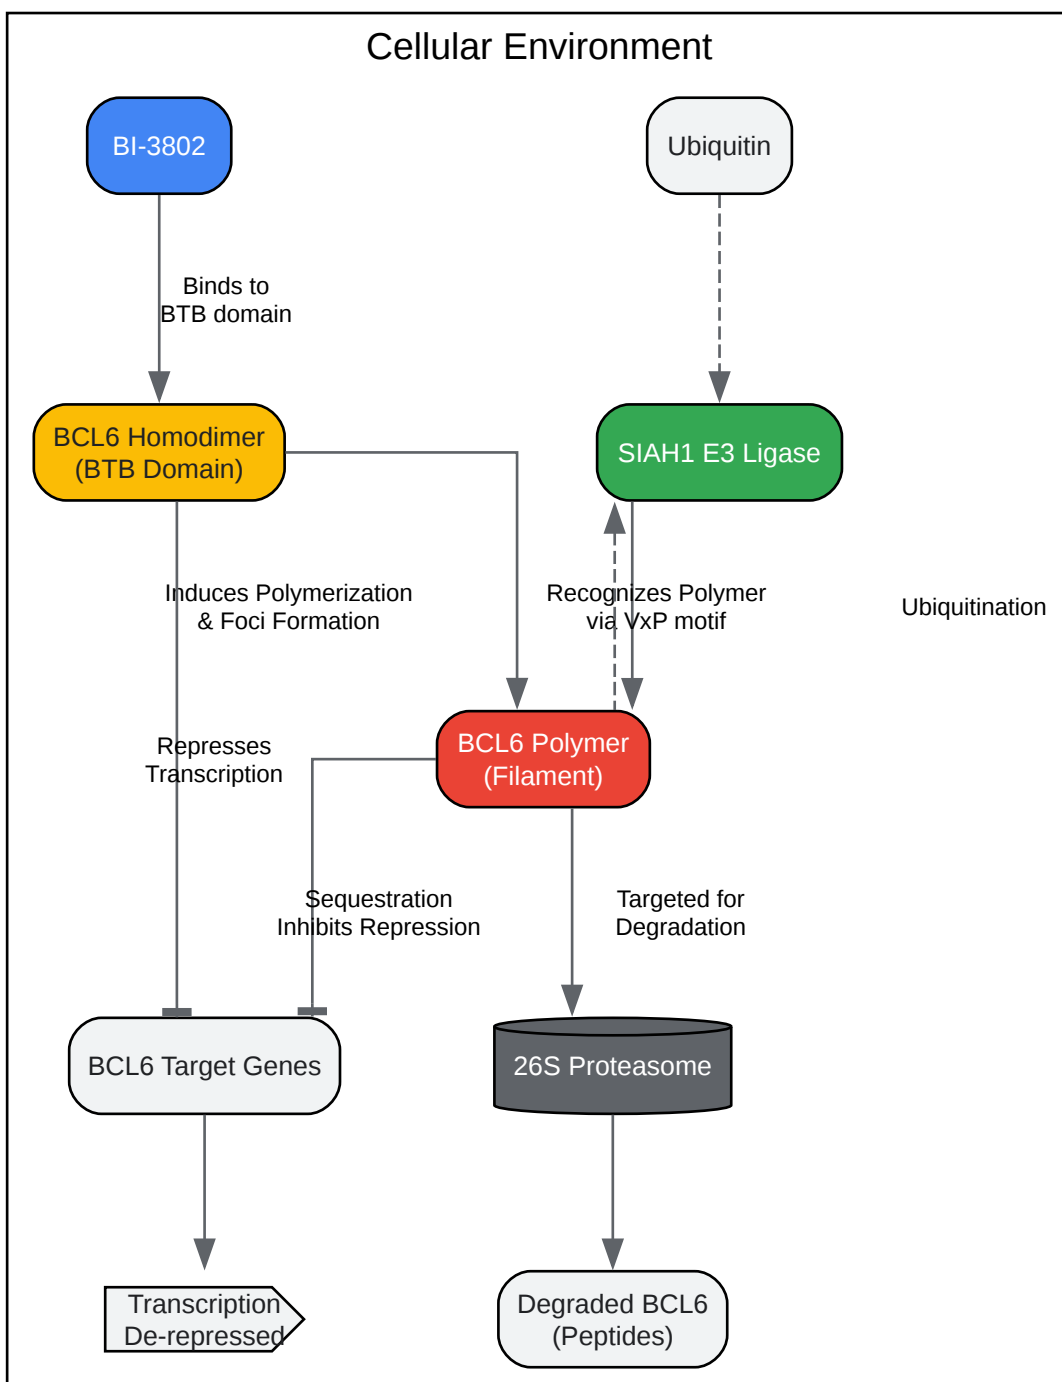 Cellular Environment
BI-3802
Ubiquitin
Binds to
BTB domain
BCL6 Homodimer
(BTB Domain)
SIAH1 E3 Ligase
Induces Polymerization
& Foci Formation
Recognizes Polymer
via VxP motif
Ubiquitination
Represses
Transcription
BCL6 Polymer
(Filament)
Sequestration
Inhibits Repression
Targeted for
Degradation
BCL6 Target Genes
26S Proteasome
Transcription
De-repressed
Degraded BCL6
(Peptides)